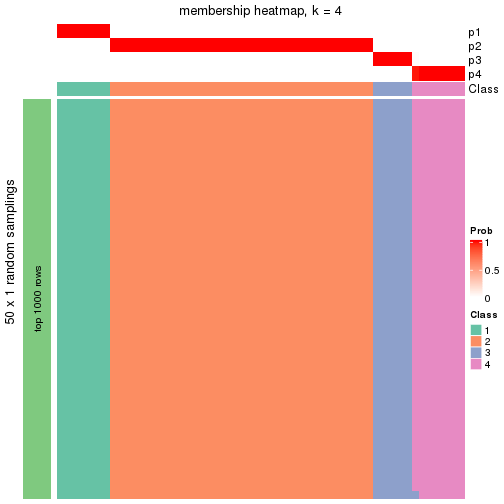 membership heatmap, k = 4
p1
p2
p3
p4
Class
50 x 1 random samplings
top 1000 rows
Prob
1
0.5
0
Class
1
2
3
4